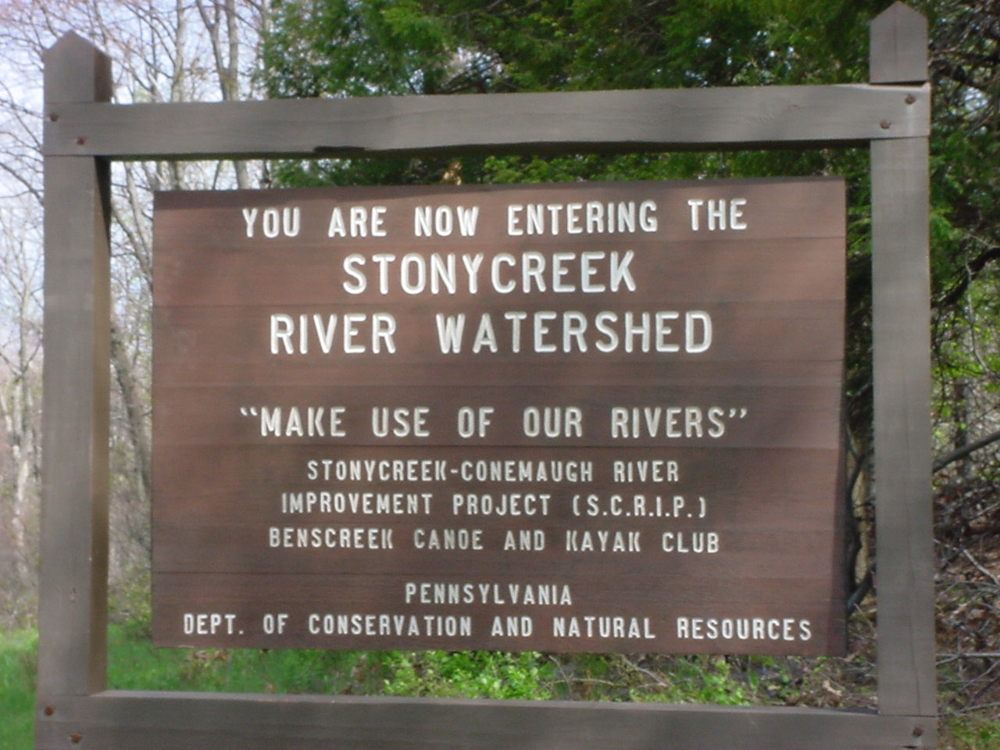 YOU ARE NOW ENTERING THE
STONYCREEK
RIVER WATERSHED
"MAKE USE OF OUR RIVERS"
STONYCREEK-CONEMAUGH RIVER
IMPROVEMENT PROJECT (S.C.R.I.P.)
BENSCREEK CANOE AND KAYAK CLUB
PENNSYLVANIA
DEPT. OF CONSERVATION AND NATURAL RESOURCES